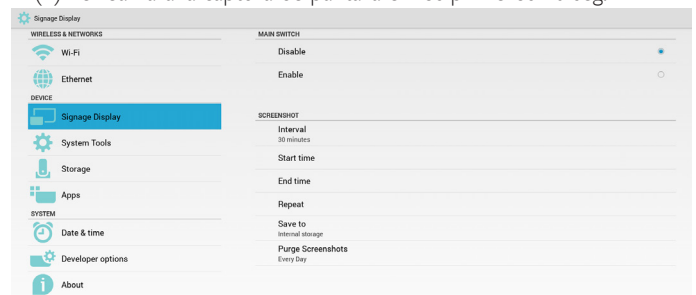 Signage Display
WIRELESS & NETWORKS
Wi-Fi
Ethernet
DEVICE
Signage Display
System Tools
Storage
Apps
SYSTEM
Date & time
Developer options
About
MAIN SWITCH
Disable
Enable
SCREENSHOT
Interval
30 minutes
Start time
End time
Repeat
Save to
Internal storage
Purge Screenshots
Every Day